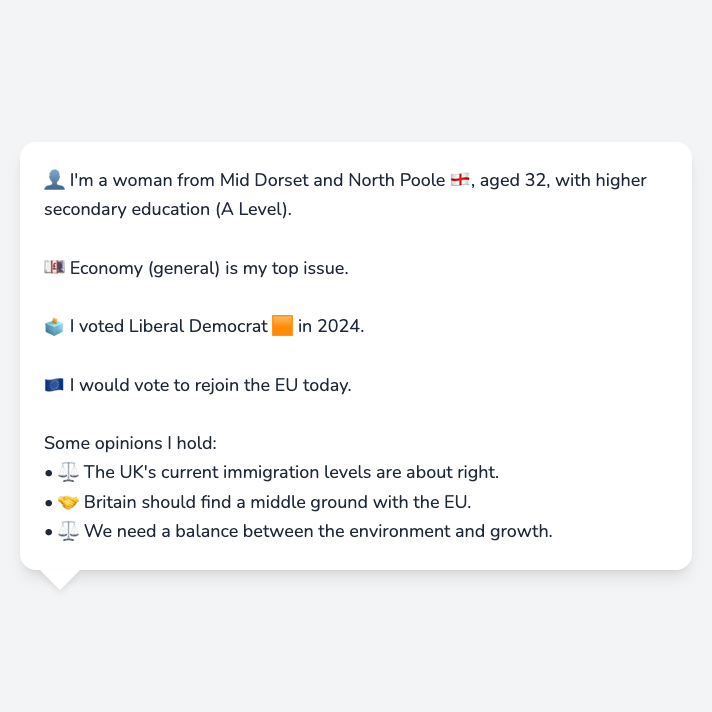 👤 I'm a woman from Mid Dorset and North Poole 🏴󠁧󠁢󠁥󠁮󠁧󠁿, aged 32, with higher
secondary education (A Level).
💷 Economy (general) is my top issue.
🗳️ I voted Liberal Democrat 🟧 in 2024.
🇪🇺 I would vote to rejoin the EU today.
Some opinions I hold:
• ⚖️ The UK's current immigration levels are about right.
• 🤝 Britain should find a middle ground with the EU.
• ⚖️ We need a balance between the environment and growth.